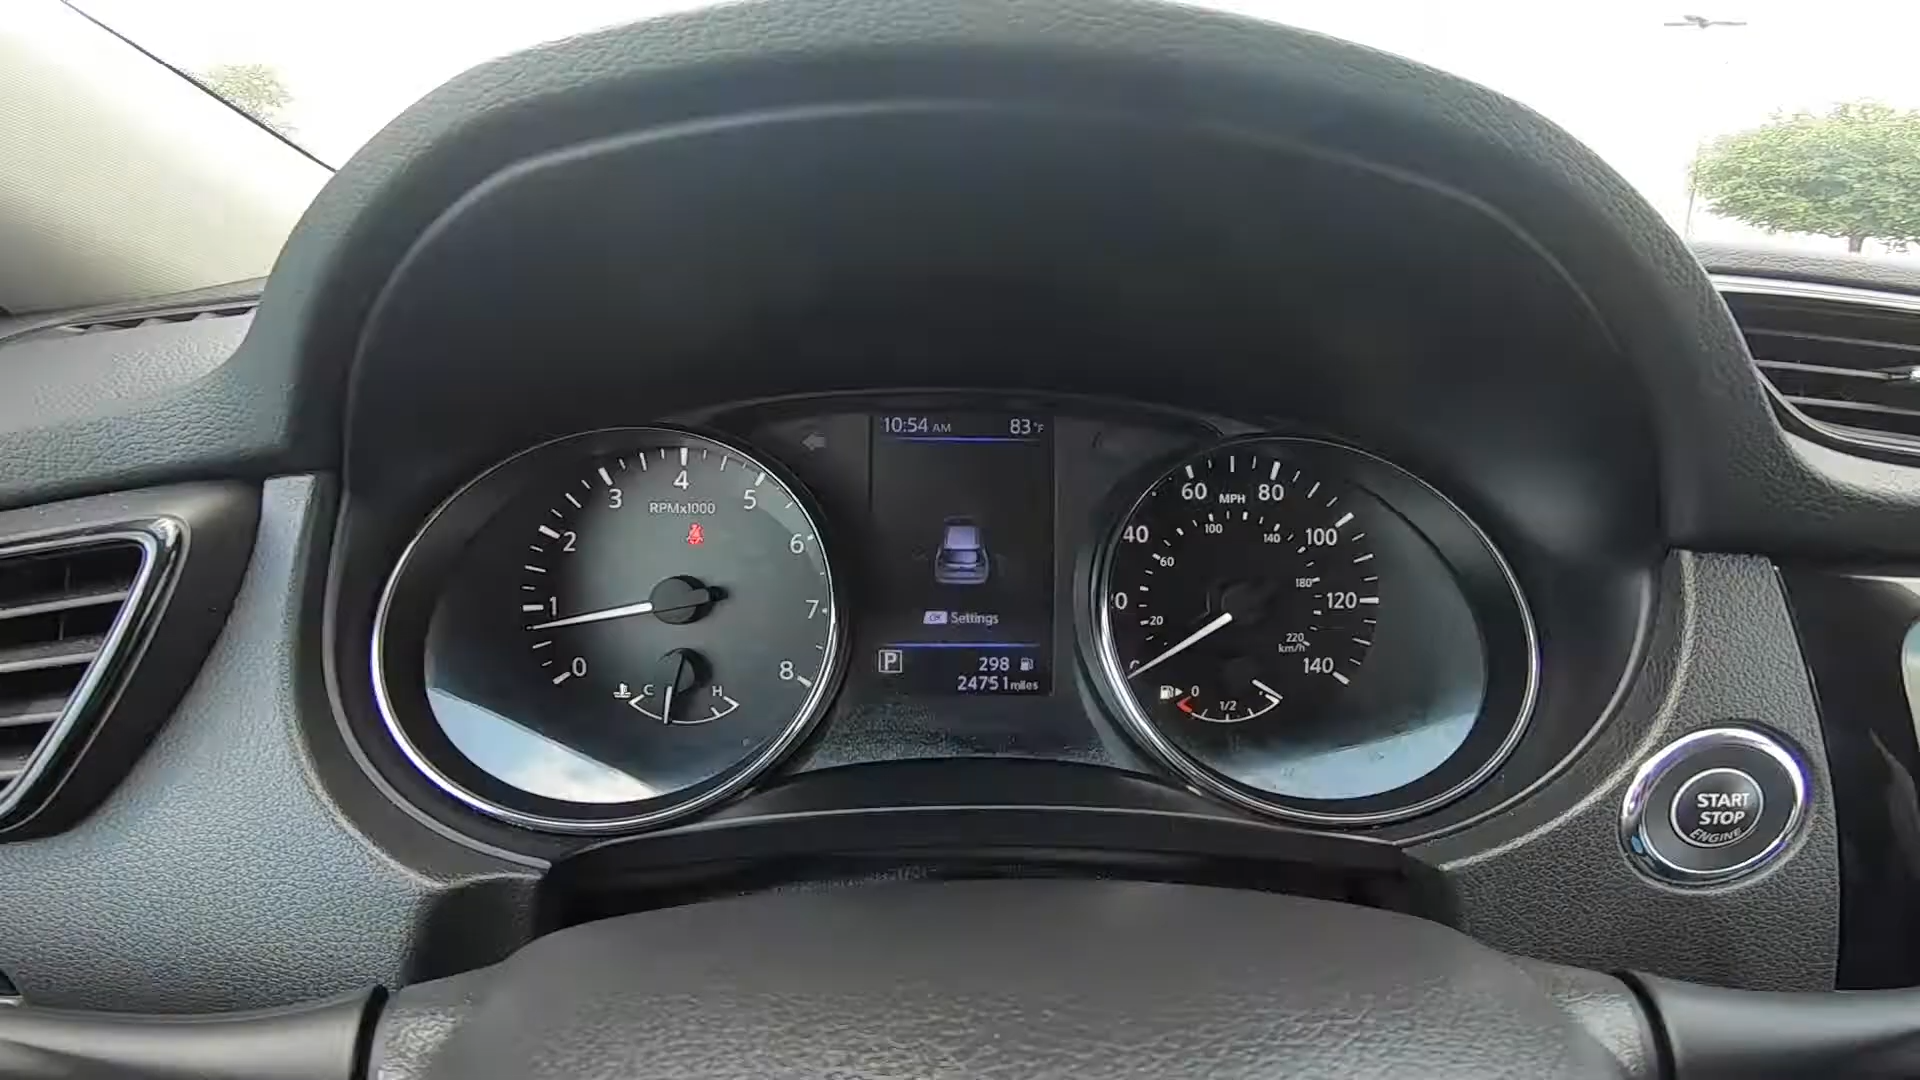 10:54 AM 83°F
4
3 5
RPMx1000
2 6
1 7
0 8
C H
OK Settings
P 298
24751 miles
60 MPH 80
100 140
40 100
60
180
120
20
220
km/h 140
0
1/2
START
STOP
ENGINE